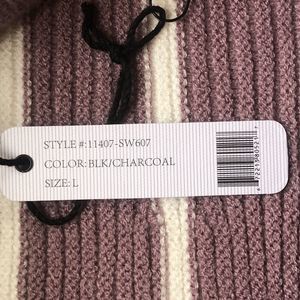 STYLE #:11407-SW607
COLOR:BLK/CHARCOAL
SIZE: L